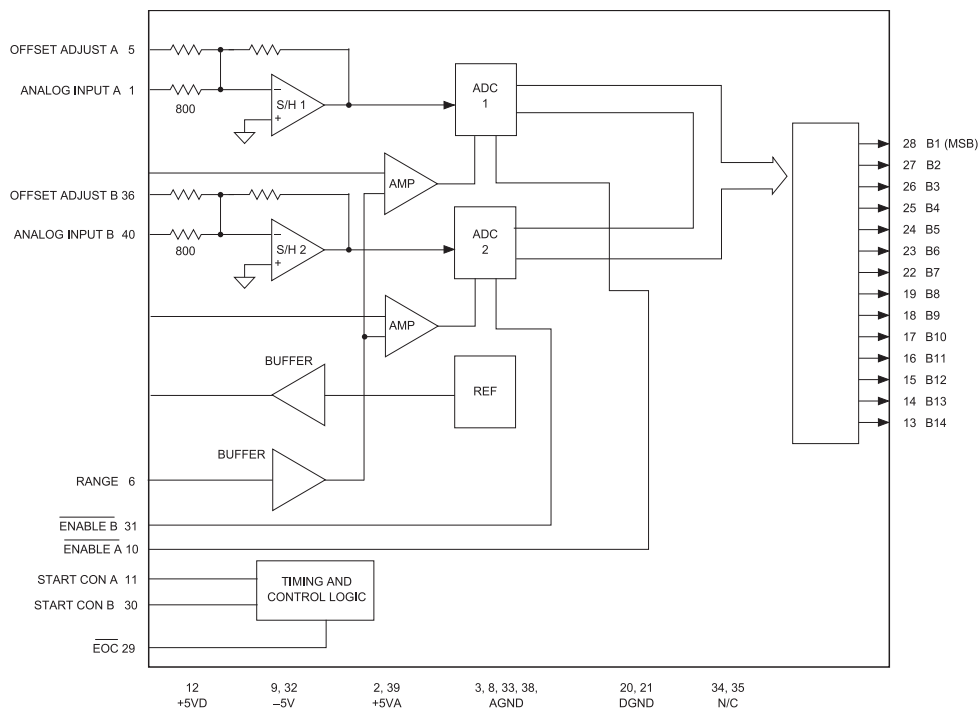 OFFSET ADJUST A 5
ANALOG INPUT A 1
800
S/H 1
ADC 1
AMP
OFFSET ADJUST B 36
ANALOG INPUT B 40
800
S/H 2
ADC 2
AMP
BUFFER
REF
BUFFER
RANGE 6
ENABLE B 31
ENABLE A 10
START CON A 11
START CON B 30
EOC 29
TIMING AND
CONTROL LOGIC
28 B1 (MSB)
27 B2
26 B3
25 B4
24 B5
23 B6
22 B7
19 B8
18 B9
17 B10
16 B11
15 B12
14 B13
13 B14
12
+5VD
9, 32
–5V
2, 39
+5VA
3, 8, 33, 38,
AGND
20, 21
DGND
34, 35
N/C